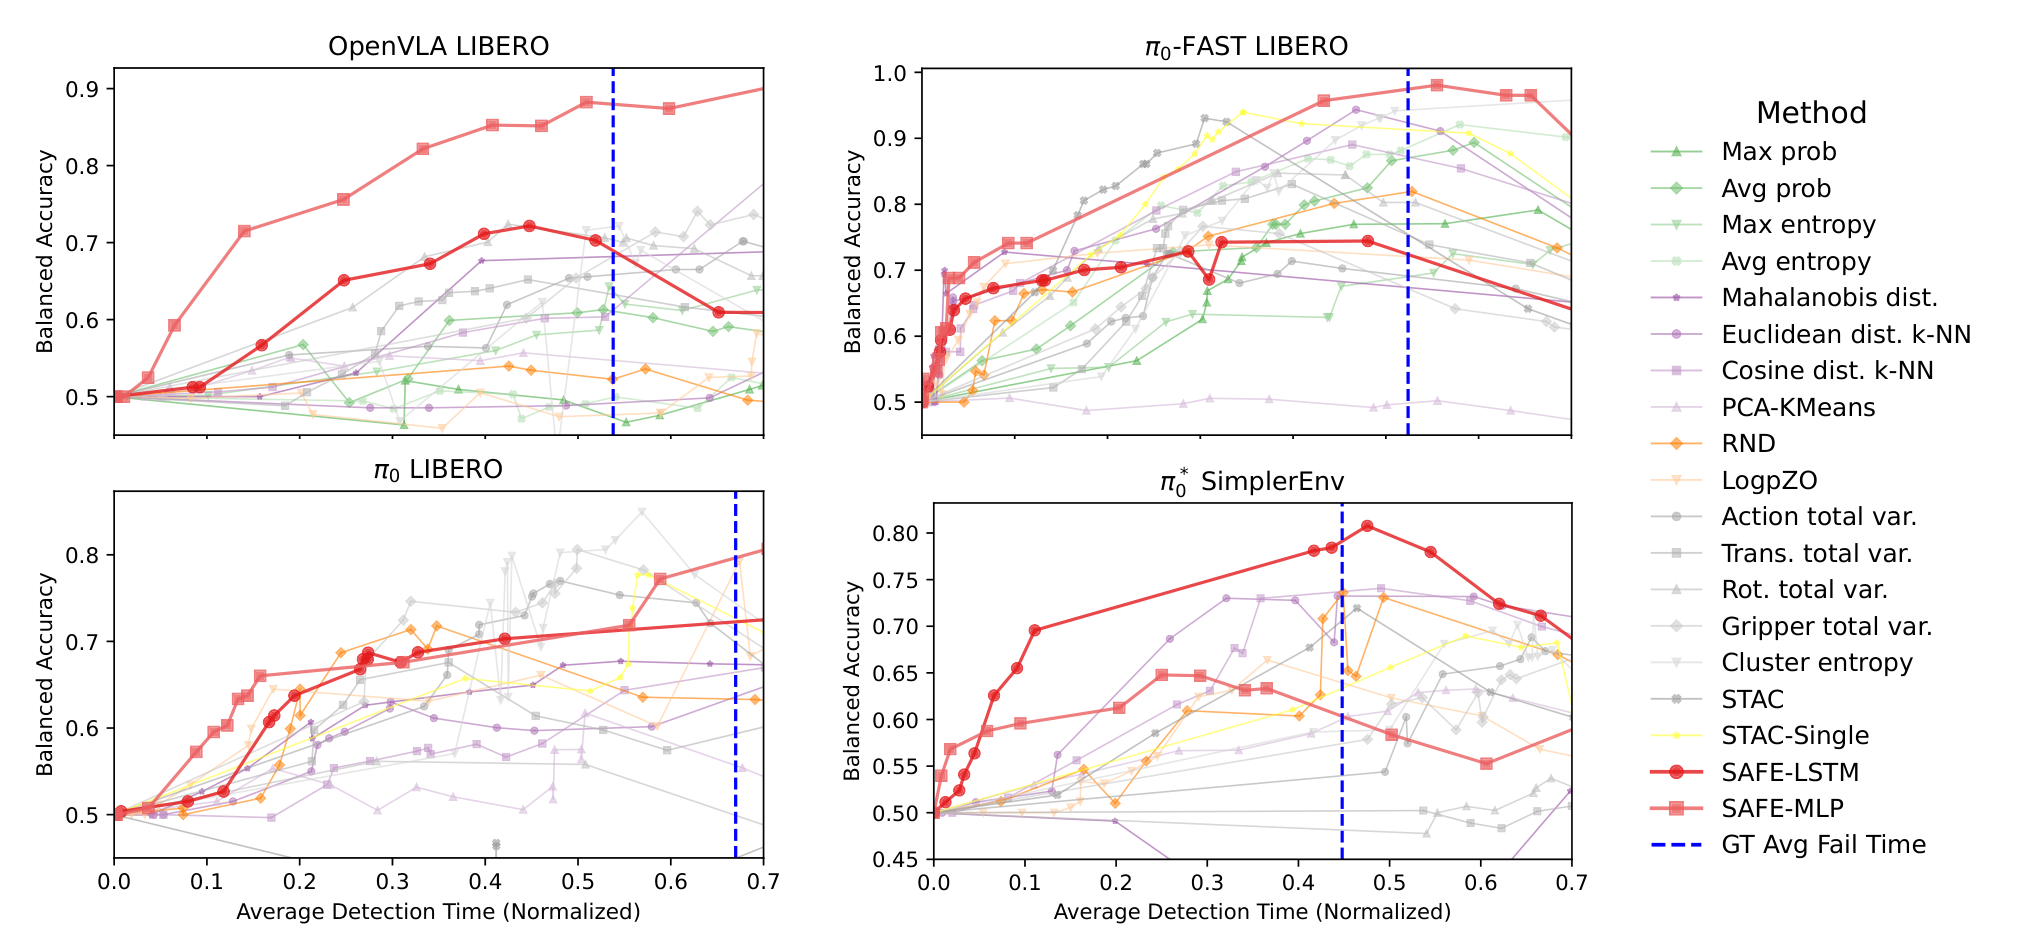 OpenVLA LIBERO
Balanced Accuracy
0.9
0.8
0.7
0.6
0.5
π₀-FAST LIBERO
Balanced Accuracy
1.0
0.9
0.8
0.7
0.6
0.5
π₀ LIBERO
Balanced Accuracy
0.8
0.7
0.6
0.5
0.0 0.1 0.2 0.3 0.4 0.5 0.6 0.7
Average Detection Time (Normalized)
π₀* SimplerEnv
Balanced Accuracy
0.80
0.75
0.70
0.65
0.60
0.55
0.50
0.45
0.0 0.1 0.2 0.3 0.4 0.5 0.6 0.7
Average Detection Time (Normalized)
Method
Max prob
Avg prob
Max entropy
Avg entropy
Mahalanobis dist.
Euclidean dist. k-NN
Cosine dist. k-NN
PCA-KMeans
RND
LogpZO
Action total var.
Trans. total var.
Rot. total var.
Gripper total var.
Cluster entropy
STAC
STAC-Single
SAFE-LSTM
SAFE-MLP
GT Avg Fail Time